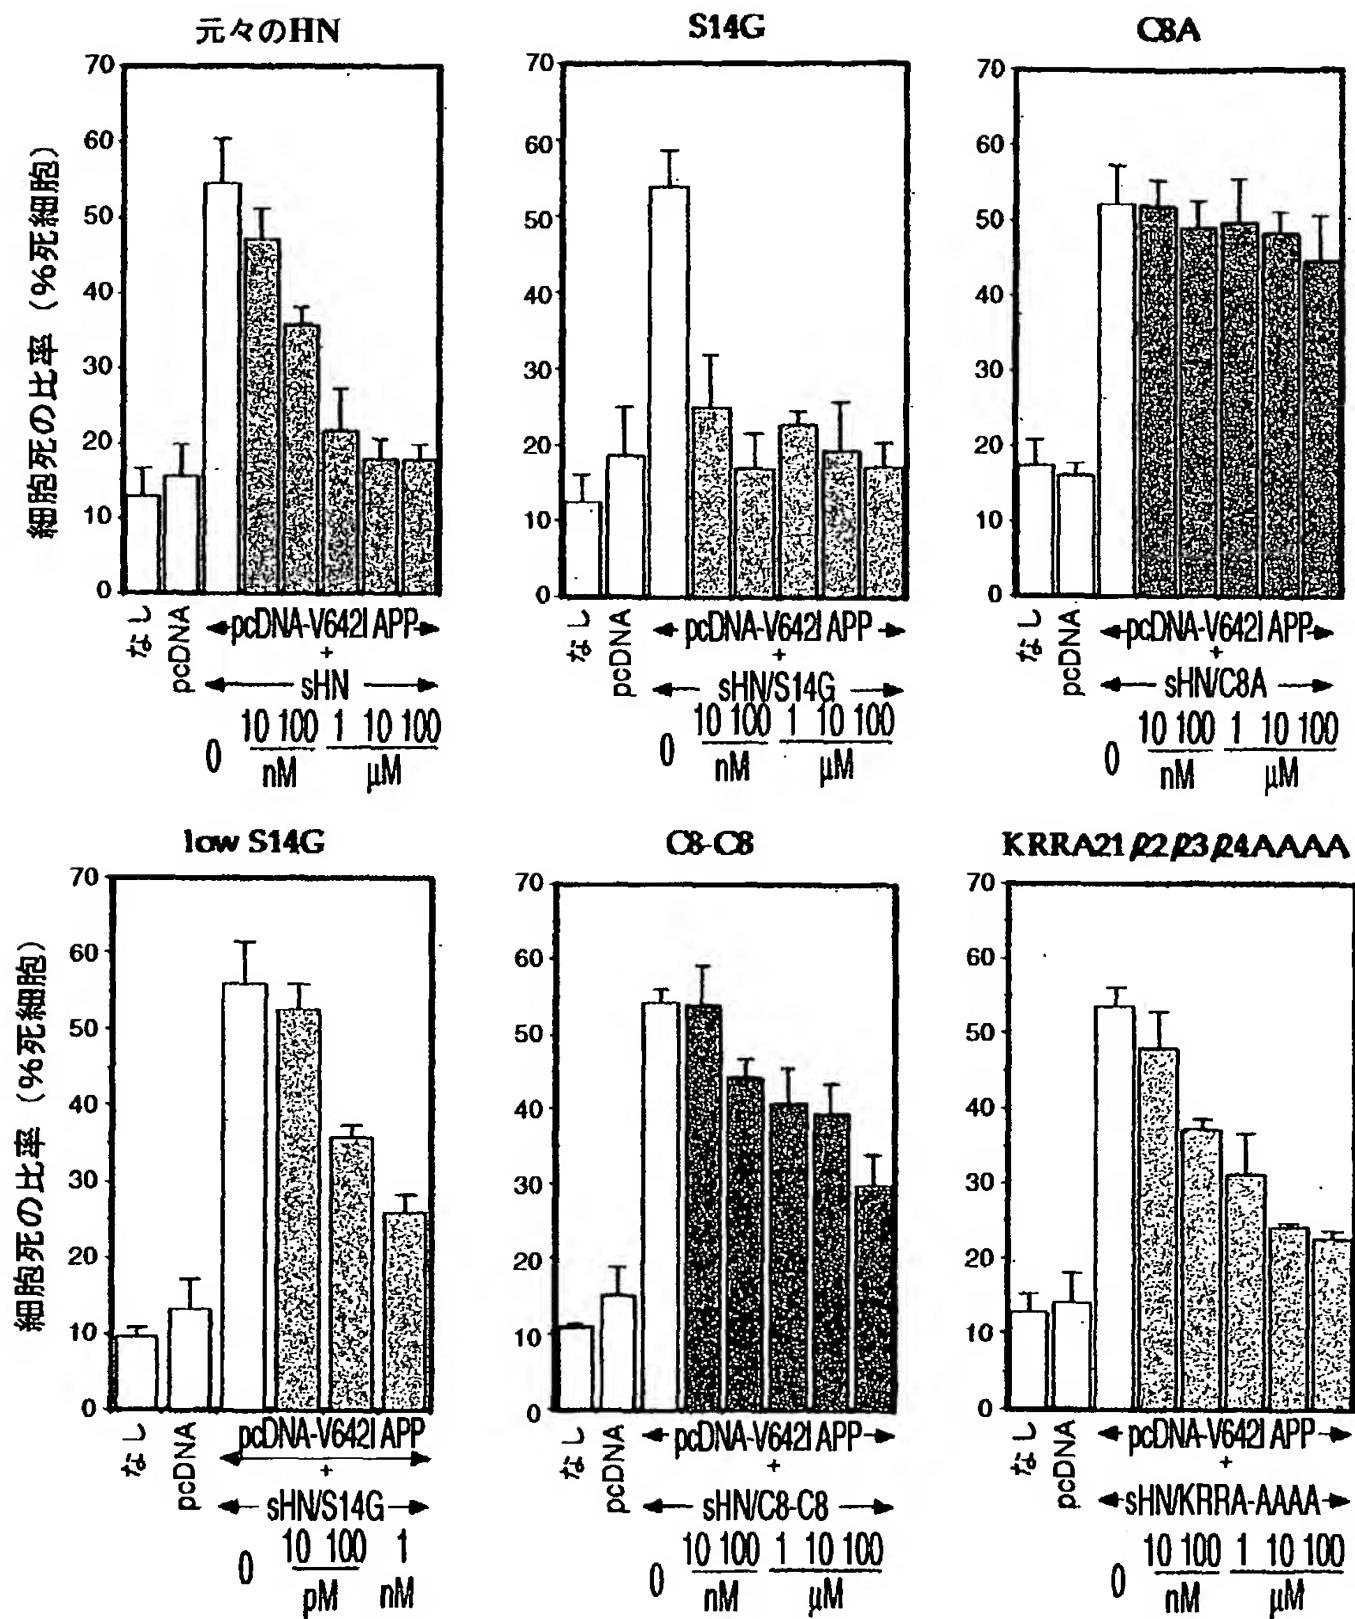 元々のHN
細胞死の比率 (%死細胞)
70
60
50
40
30
20
10
0
なし
pcDNA
pcDNA-V642I APP
+
sHN
0
10 100
nM
1 10 100
μM
S14G
70
60
50
40
30
20
10
0
なし
pcDNA
pcDNA-V642I APP
+
sHN/S14G
0
10 100
nM
1 10 100
μM
C8A
70
60
50
40
30
20
10
0
なし
pcDNA
pcDNA-V642I APP
+
sHN/C8A
0
10 100
nM
1 10 100
μM
low S14G
細胞死の比率 (%死細胞)
70
60
50
40
30
20
10
0
なし
pcDNA
pcDNA-V642I APP
+
sHN/S14G
0
10 100
pM
1
nM
C8-C8
70
60
50
40
30
20
10
0
なし
pcDNA
pcDNA-V642I APP
+
sHN/C8-C8
0
10 100
nM
1 10 100
μM
KRRA21,22,23,24AAAA
70
60
50
40
30
20
10
0
なし
pcDNA
pcDNA-V642I APP
+
sHN/KRRA-AAAA
0
10 100
nM
1 10 100
μM